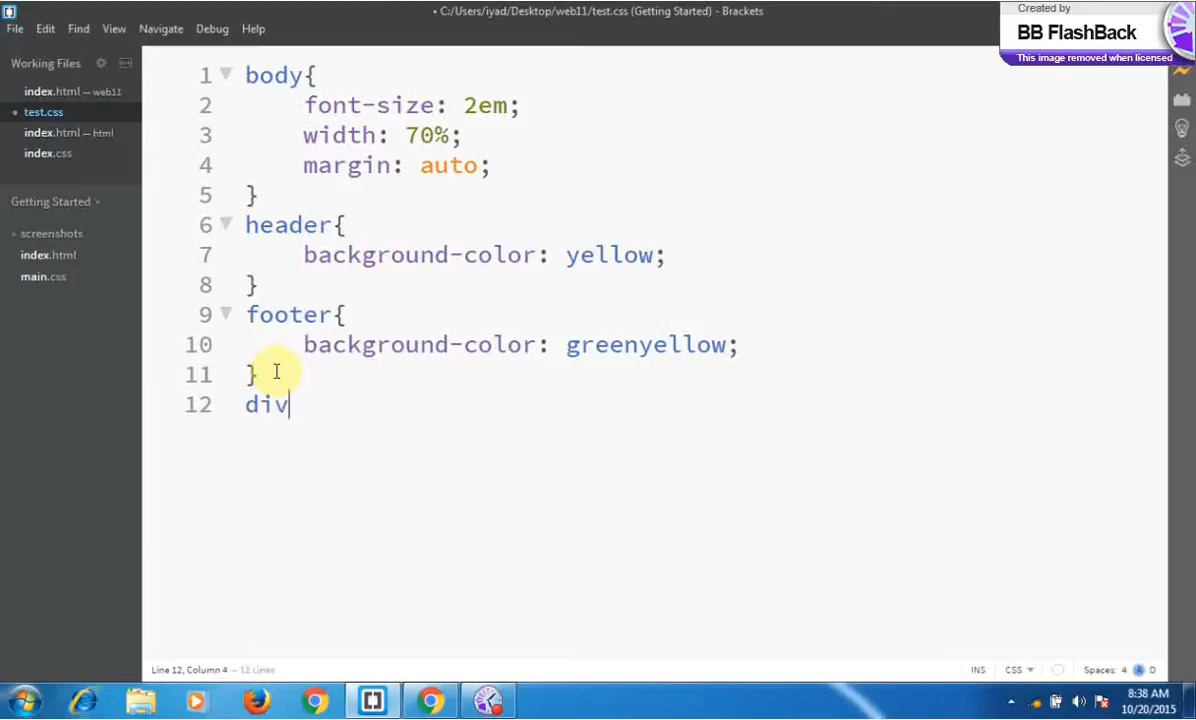 C:/Users/iyad/Desktop/web11/test.css (Getting Started) - Brackets
Created by
BB FlashBack
This image removed when licensed
File Edit Find View Navigate Debug Help
Working Files
index.html — web11
test.css
index.html — html
index.css
Getting Started
screenshots
index.html
main.css
1 body{
2 font-size: 2em;
3 width: 70%;
4 margin: auto;
5 }
6 header{
7 background-color: yellow;
8 }
9 footer{
10 background-color: greenyellow;
11 }
12 div
Line 12, Column 4 — 12 Lines
INS CSS Spaces: 4 0
8:38 AM
10/20/2015